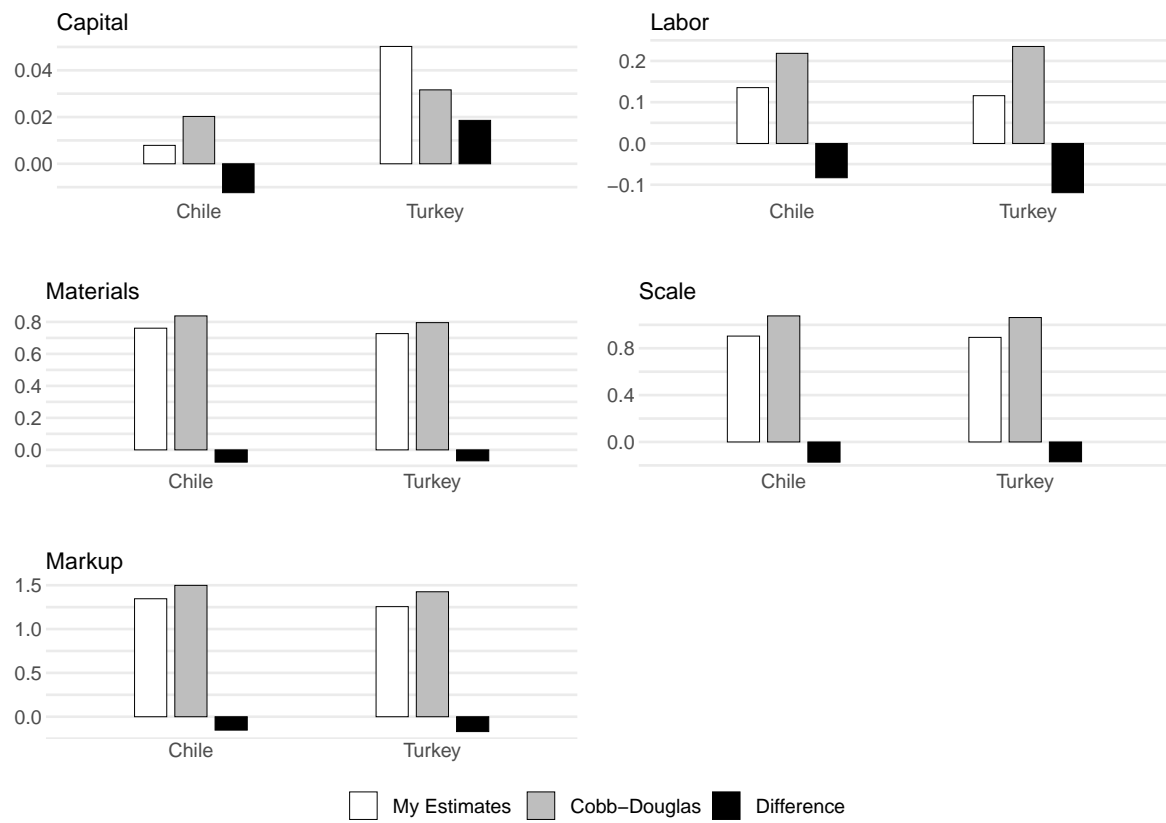 Capital
0.04
0.02
0.00
Chile Turkey
Labor
0.2
0.1
0.0
−0.1
Chile Turkey
Materials
0.8
0.6
0.4
0.2
0.0
Chile Turkey
Scale
0.8
0.4
0.0
Chile Turkey
Markup
1.5
1.0
0.5
0.0
Chile Turkey
My Estimates Cobb−Douglas Difference